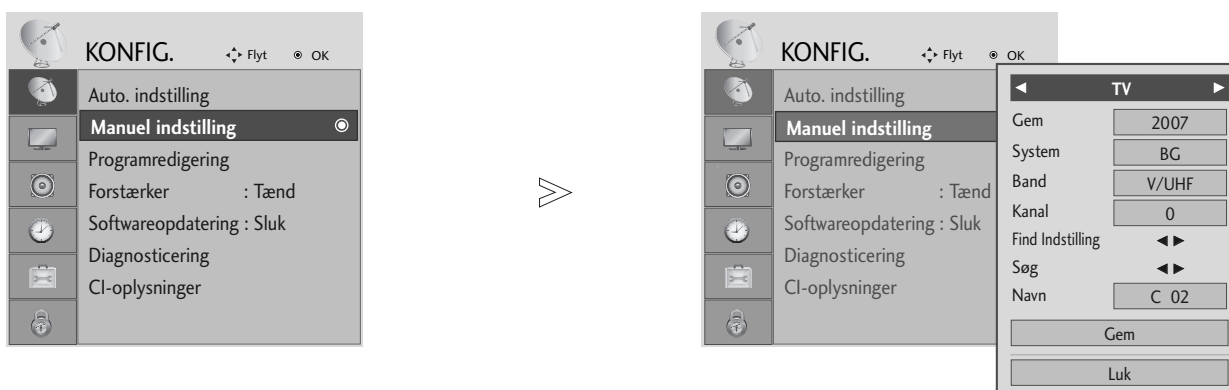 KONFIG. Flyt OK
Auto. indstilling
Manuel indstilling
Programredigering
Forstærker : Tænd
Softwareopdatering : Sluk
Diagnosticering
CI-oplysninger
KONFIG. Flyt OK
Auto. indstilling
Manuel indstilling
Programredigering
Forstærker : Tænd
Softwareopdatering : Sluk
Diagnosticering
CI-oplysninger
◄ TV ►
Gem 2007
System BG
Band V/UHF
Kanal 0
Find Indstilling ◄►
Søg ◄►
Navn C 02
Gem
Luk